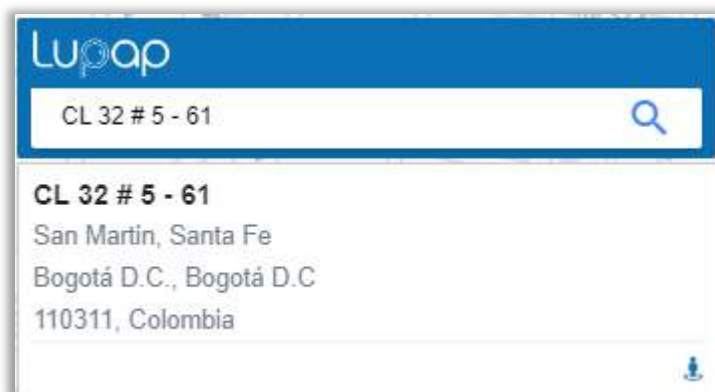 Lupap
CL 32 # 5 - 61
CL 32 # 5 - 61
San Martin, Santa Fe
Bogotá D.C., Bogotá D.C
110311, Colombia